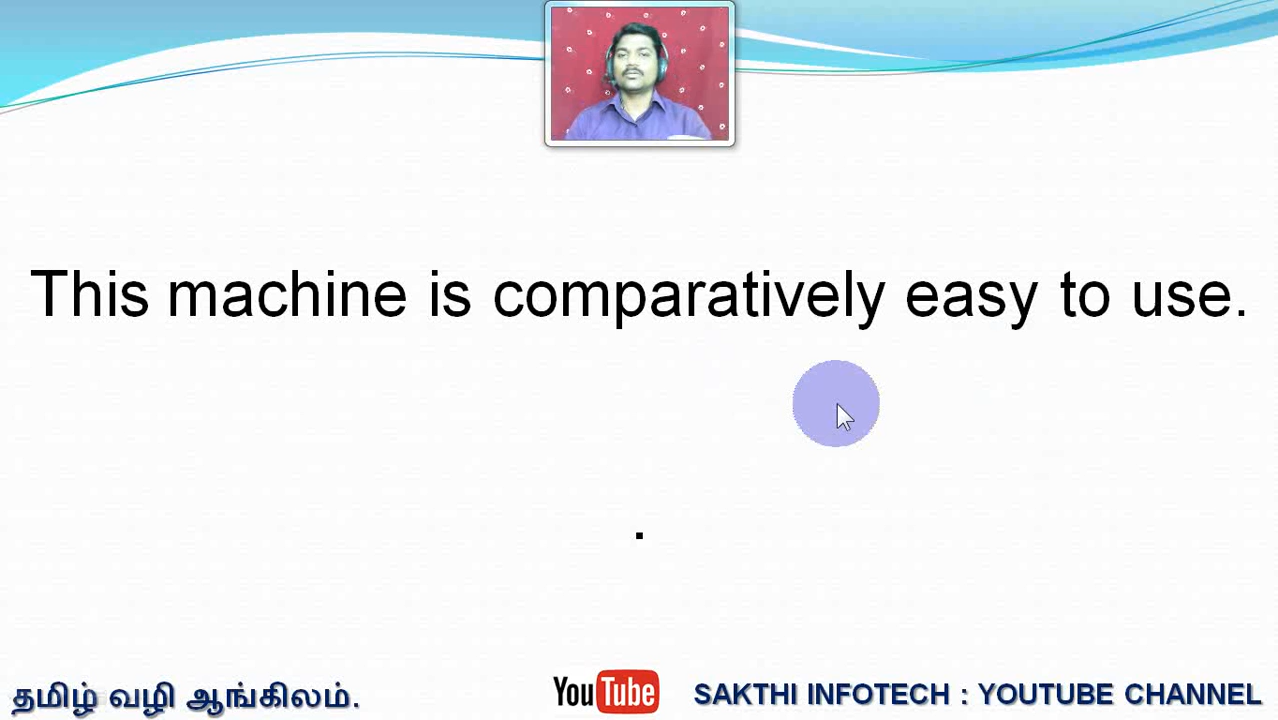 This machine is comparatively easy to use.
.
தமிழ் வழி ஆங்கிலம். YouTube SAKTHI INFOTECH : YOUTUBE CHANNEL